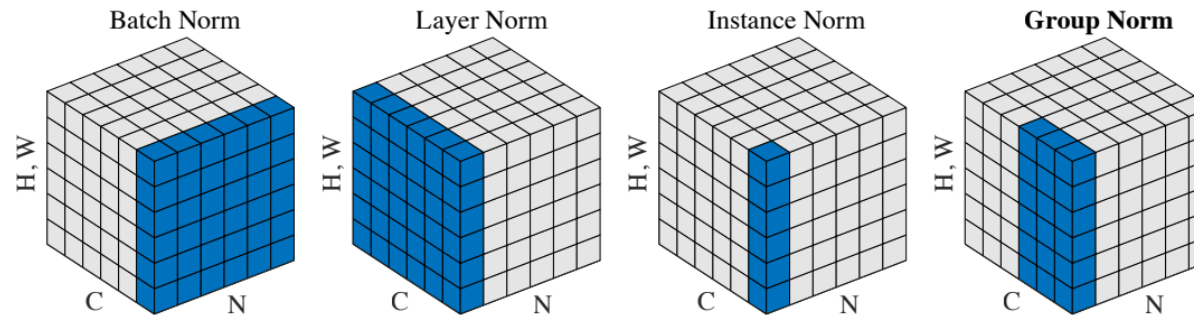 Batch Norm
Layer Norm
Instance Norm
Group Norm
H, W
C
N
H, W
C
N
H, W
C
N
H, W
C
N